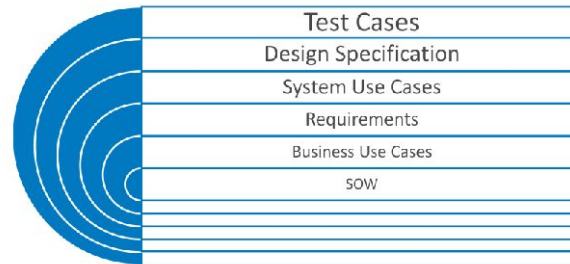 Test Cases
Design Specification
System Use Cases
Requirements
Business Use Cases
SOW